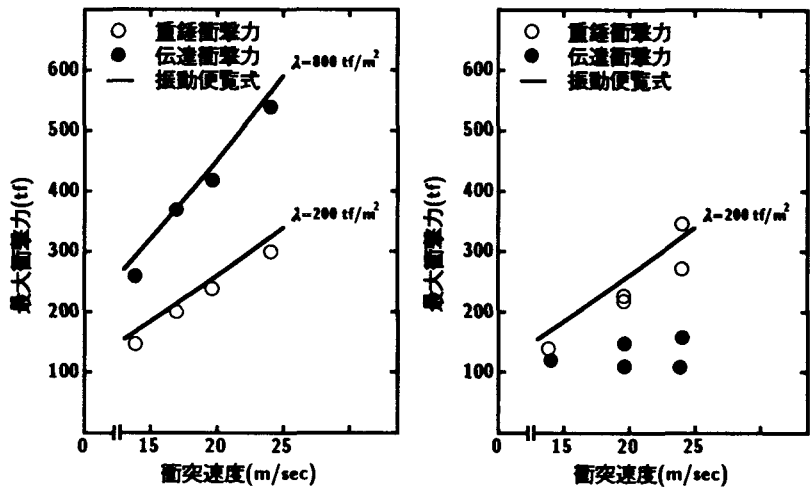 ○ 重錘衝撃力
● 伝達衝撃力
― 振動便覧式
λ=800 tf/m²
λ=200 tf/m²
600
500
400
300
200
100
0 15 20 25
最大衝撃力(tf)
衝突速度(m/sec)
○ 重錘衝撃力
● 伝達衝撃力
― 振動便覧式
λ=200 tf/m²
600
500
400
300
200
100
0 15 20 25
最大衝撃力(tf)
衝突速度(m/sec)